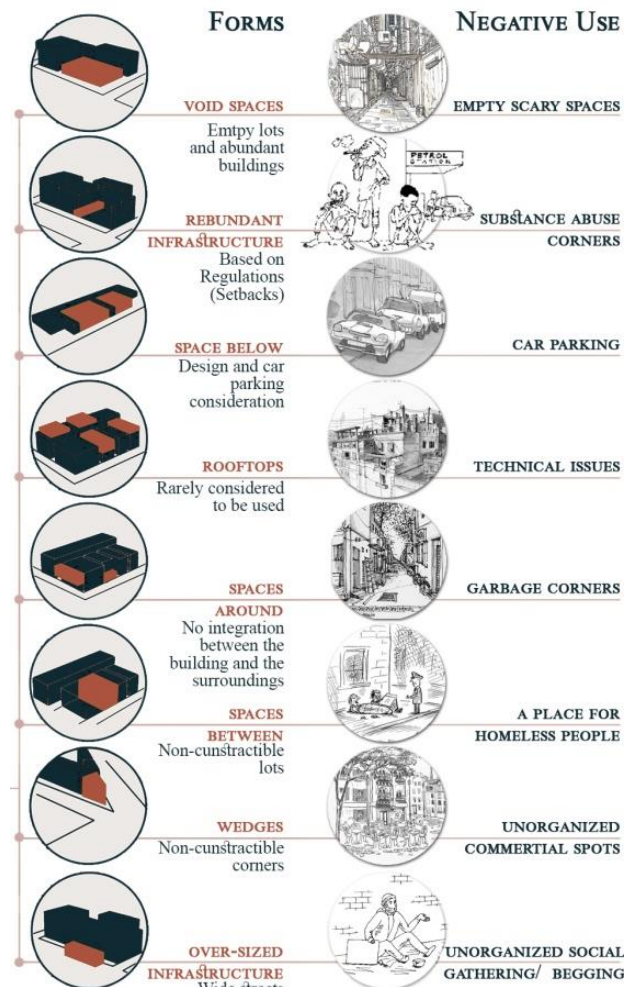 FORMS
NEGATIVE USE
VOID SPACES
EMPTY SCARY SPACES
Emtpy lots
and abundant
buildings
PETROL
STATION
REBUNDANT
SUBSTANCE ABUSE
INFRASTRUCTURE
CORNERS
Based on
Regulations
(Setbacks)
SPACE BELOW
CAR PARKING
Design and car
parking
consideration
ROOFTOPS
TECHNICAL ISSUES
Rarely considered
to be used
SPACES
GARBAGE CORNERS
AROUND
No integration
between the
building and the
surroundings
SPACES
A PLACE FOR
BETWEEN
HOMELESS PEOPLE
Non-cunstractible
lots
WEDGES
UNORGANIZED
Non-cunstractible
COMMERTIAL SPOTS
corners
OVER-SIZED
UNORGANIZED SOCIAL
INFRASTRUCTURE
GATHERING/ BEGGING
Wide streets